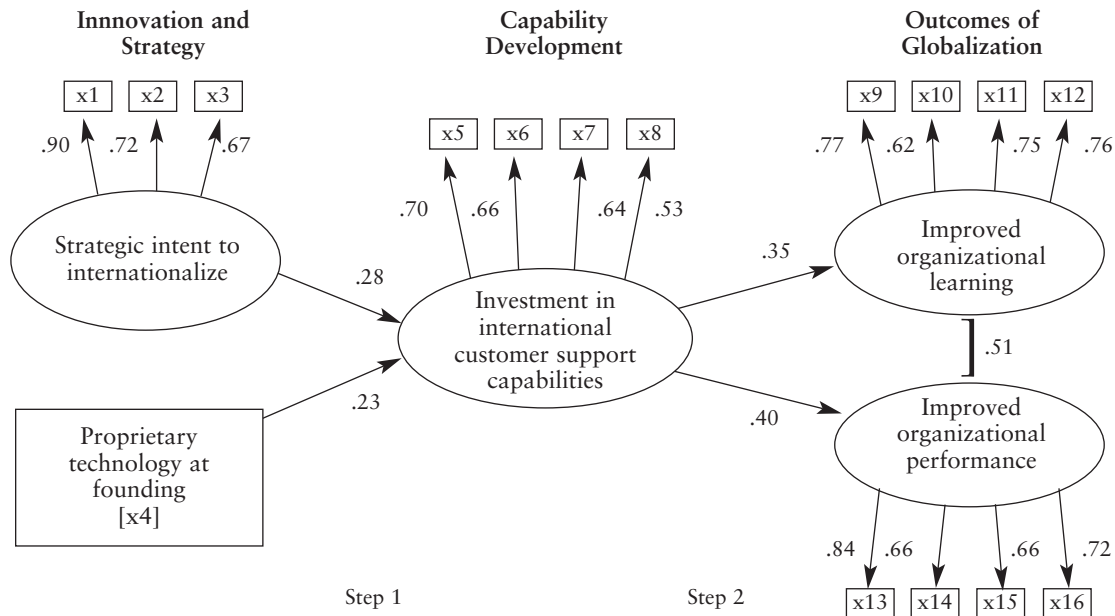 Innnovation and
Strategy
Capability
Development
Outcomes of
Globalization
x1
x2
x3
.90
.72
.67
x5
x6
x7
x8
.70
.66
.64
.53
x9
x10
x11
x12
.77
.62
.75
.76
Strategic intent to
internationalize
.28
Investment in
international
customer support
capabilities
.35
Improved
organizational
learning
.51
.23
.40
Proprietary
technology at
founding
[x4]
Improved
organizational
performance
.84
.66
.66
.72
x13
x14
x15
x16
Step 1
Step 2